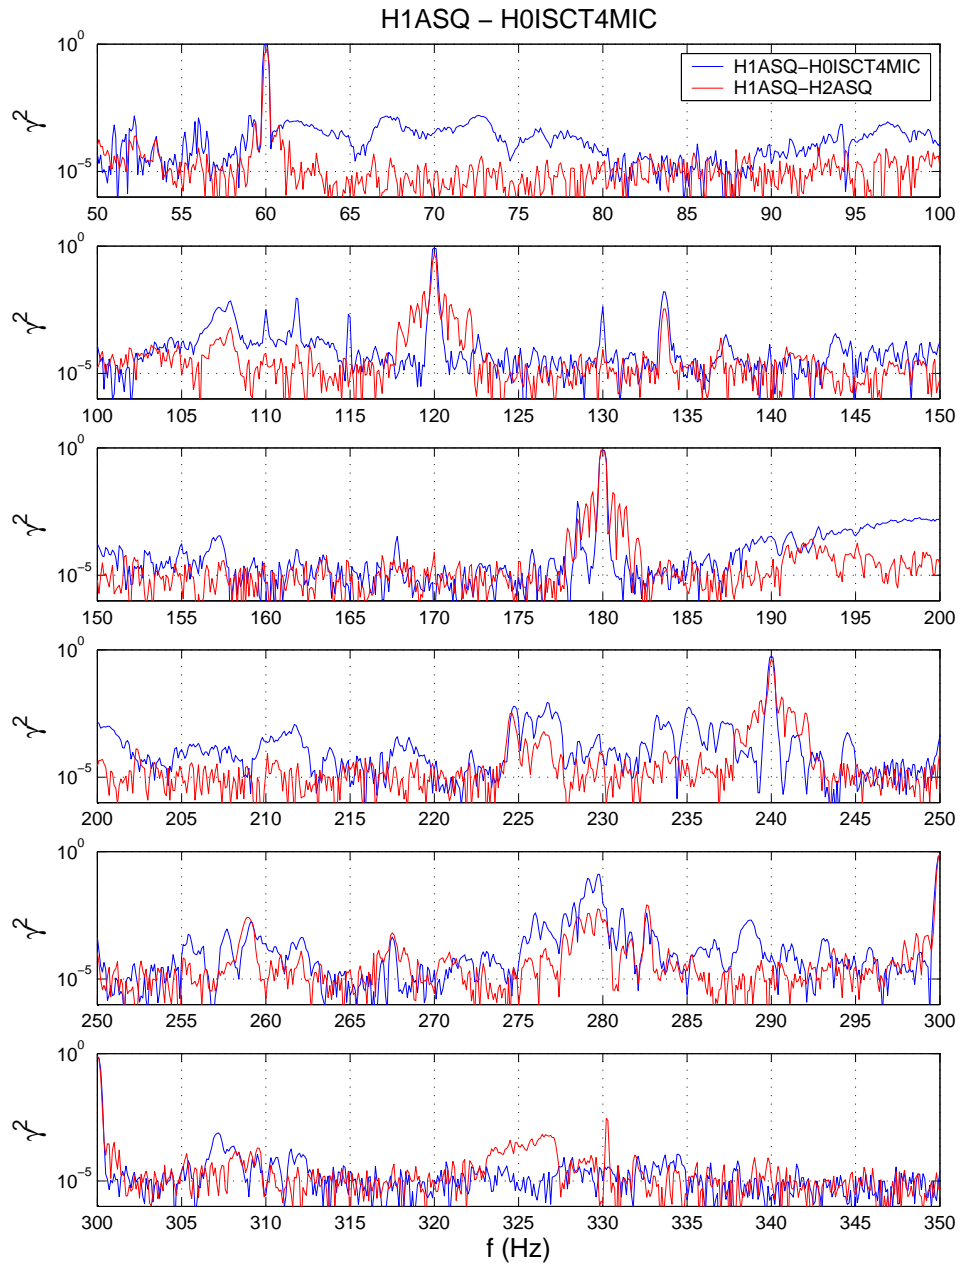 H1ASQ − H0ISCT4MIC
10^0
10^-5
γ^2
H1ASQ−H0ISCT4MIC
H1ASQ−H2ASQ
50 55 60 65 70 75 80 85 90 95 100
10^0
10^-5
γ^2
100 105 110 115 120 125 130 135 140 145 150
10^0
10^-5
γ^2
150 155 160 165 170 175 180 185 190 195 200
10^0
10^-5
γ^2
200 205 210 215 220 225 230 235 240 245 250
10^0
10^-5
γ^2
250 255 260 265 270 275 280 285 290 295 300
10^0
10^-5
γ^2
300 305 310 315 320 325 330 335 340 345 350
f (Hz)